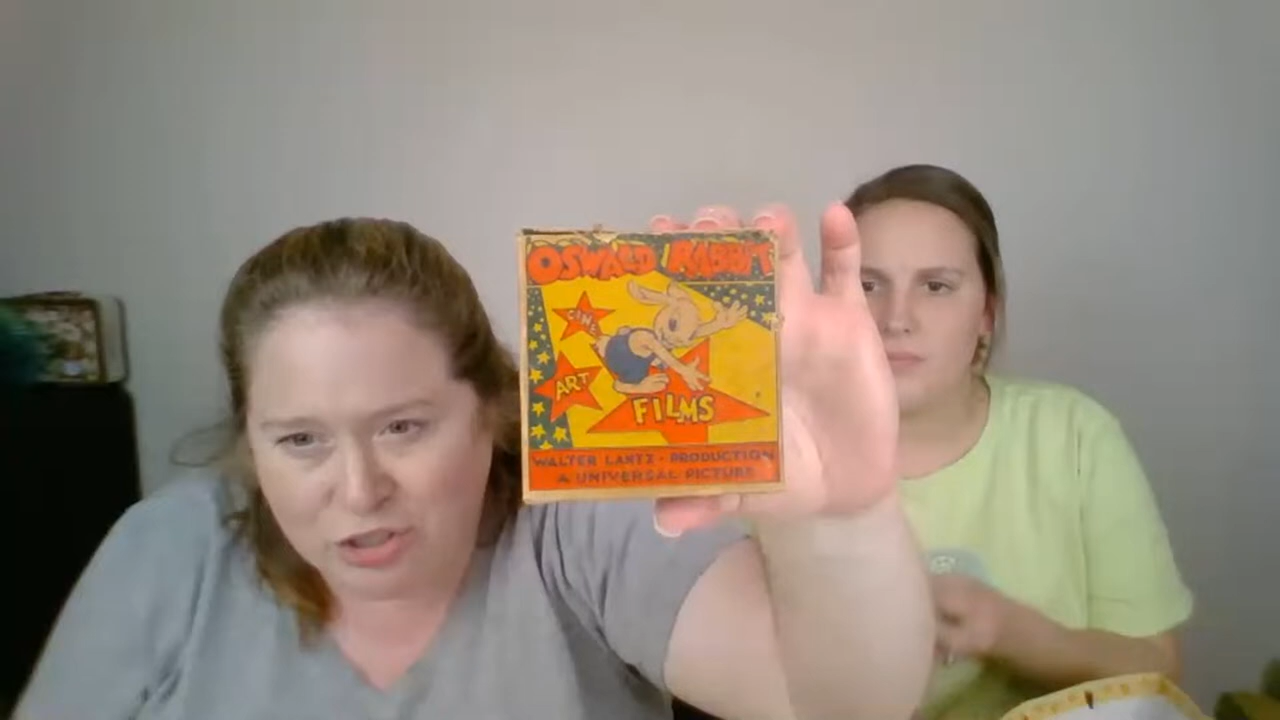 OSWALD RABBIT
CINE
ART
FILMS
WALTER LANTZ · PRODUCTION
A UNIVERSAL PICTURE